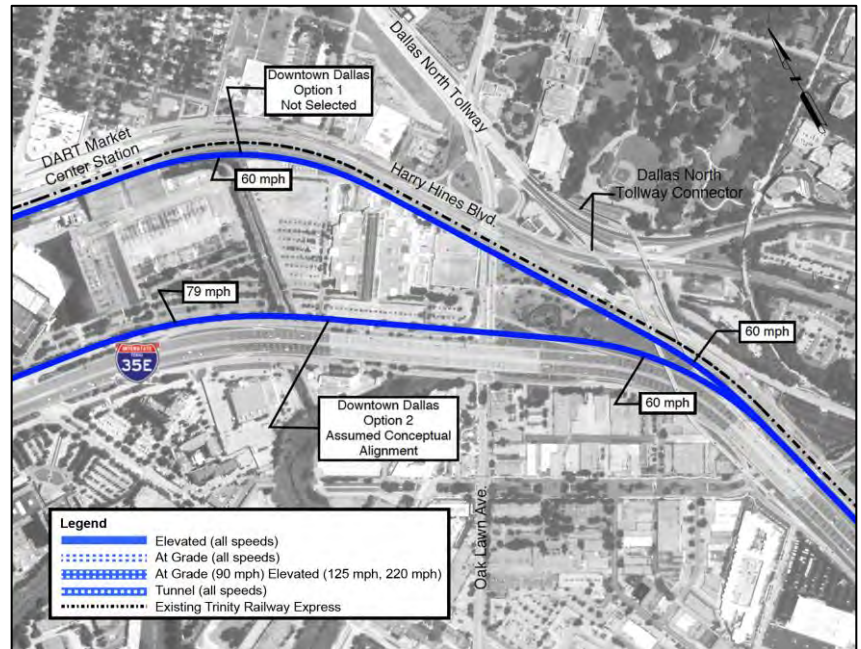 Downtown Dallas
Option 1
Not Selected
Dallas North Tollway
DART Market
Center Station
60 mph
Harry Hines Blvd.
Dallas North
Tollway Connector
79 mph
INTERSTATE
35E
60 mph
60 mph
Downtown Dallas
Option 2
Assumed Conceptual
Alignment
Oak Lawn Ave.
Legend
Elevated (all speeds)
At Grade (all speeds)
At Grade (90 mph) Elevated (125 mph, 220 mph)
Tunnel (all speeds)
Existing Trinity Railway Express